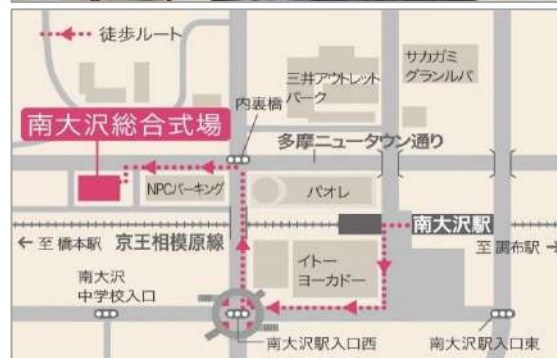 徒歩ルート
サカガミ
グランルパ
三井アウトレット
パーク
内裏橋
南大沢総合式場
多摩ニュータウン通り
NPCパーキング
パオレ
南大沢駅
← 至 橋本駅
京王相模原線
至 調布駅 →
イトー
ヨーカドー
南大沢
中学校入口
南大沢駅入口西
南大沢駅入口東